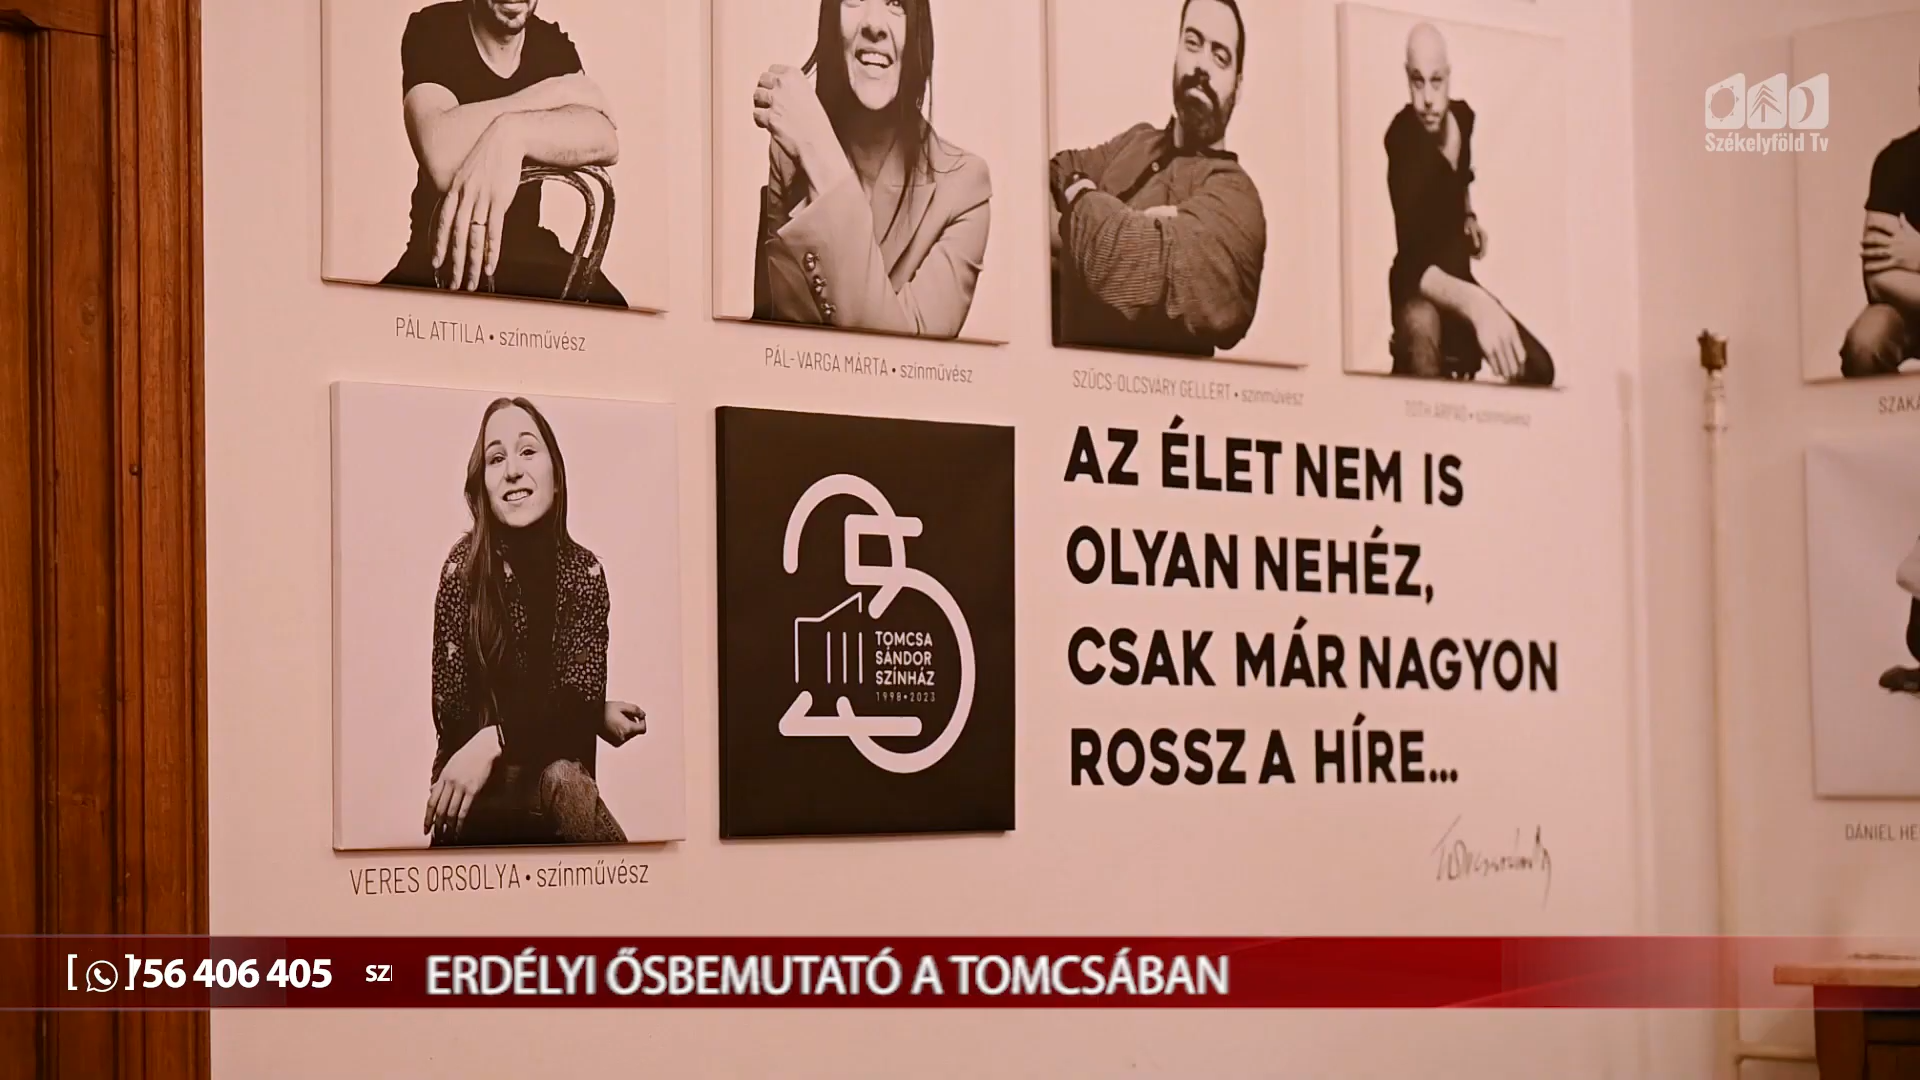 Székelyföld Tv
PÁL ATTILA • színművész
PÁL-VARGA MÁRTA • színművész
SZŰCS-OLCSVÁRY GELLÉRT • színművész
TÓTH ÁRPÁD • színművész
SZAKÁ
AZ ÉLET NEM IS
OLYAN NEHÉZ,
CSAK MÁR NAGYON
ROSSZ A HÍRE...
25
TOMCSA
SÁNDOR
SZÍNHÁZ
1998•2023
VERES ORSOLYA • színművész
DÁNIEL HE
[ ]756 406 405
SZ
ERDÉLYI ŐSBEMUTATÓ A TOMCSÁBAN